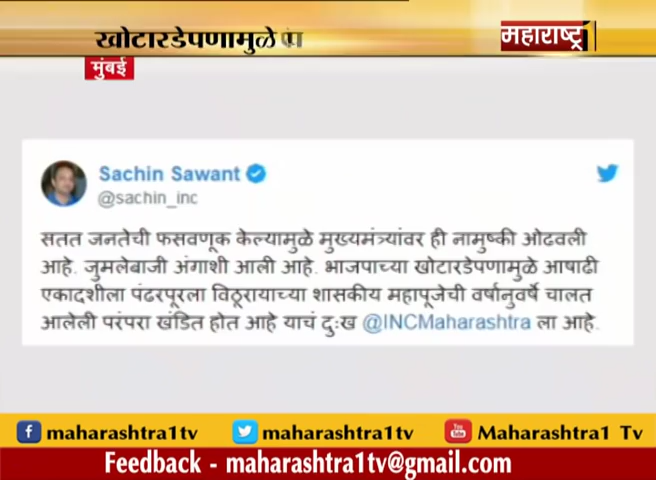 खोटारडेपणामुळे
महाराष्ट्र1
मुंबई
Sachin Sawant
@sachin_inc
सतत जनतेची फसवणूक केल्यामुळे मुख्यमंत्र्यांवर ही नामुष्की ओढवली
आहे. जुमलेबाजी अंगाशी आली आहे. भाजपाच्या खोटारडेपणामुळे आषाढी
एकादशीला पंढरपूरला विठूरायाच्या शासकीय महापूजेची वर्षानुवर्षे चालत
आलेली परंपरा खंडित होत आहे याचं दुःख @INCMaharashtra ला आहे.
maharashtra1tv
maharashtra1tv
Maharashtra1 Tv
Feedback - maharashtra1tv@gmail.com